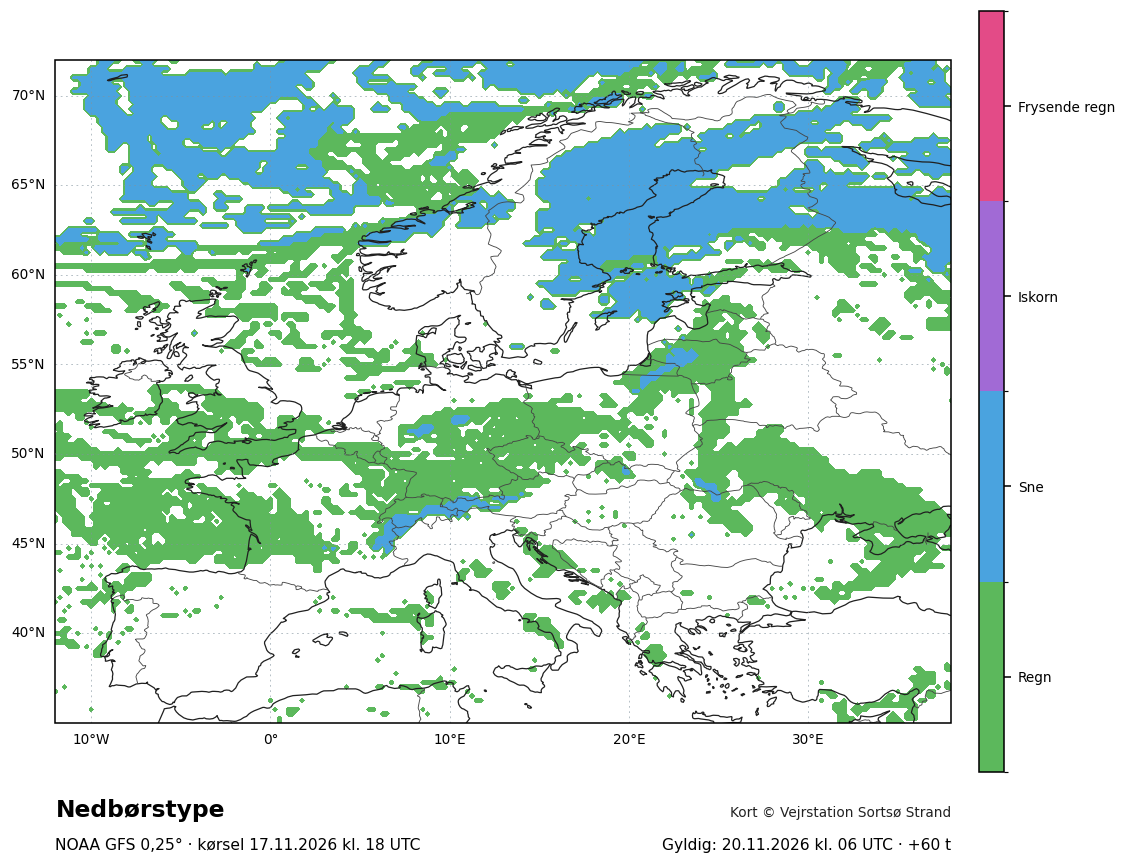 Frysende regn
70°N
65°N
Iskorn
60°N
55°N
Sne
50°N
45°N
40°N
Regn
10°W
0°
10°E
20°E
30°E
Nedbørstype
Kort © Vejrstation Sortsø Strand
NOAA GFS 0,25° · kørsel 17.11.2026 kl. 18 UTC
Gyldig: 20.11.2026 kl. 06 UTC · +60 t